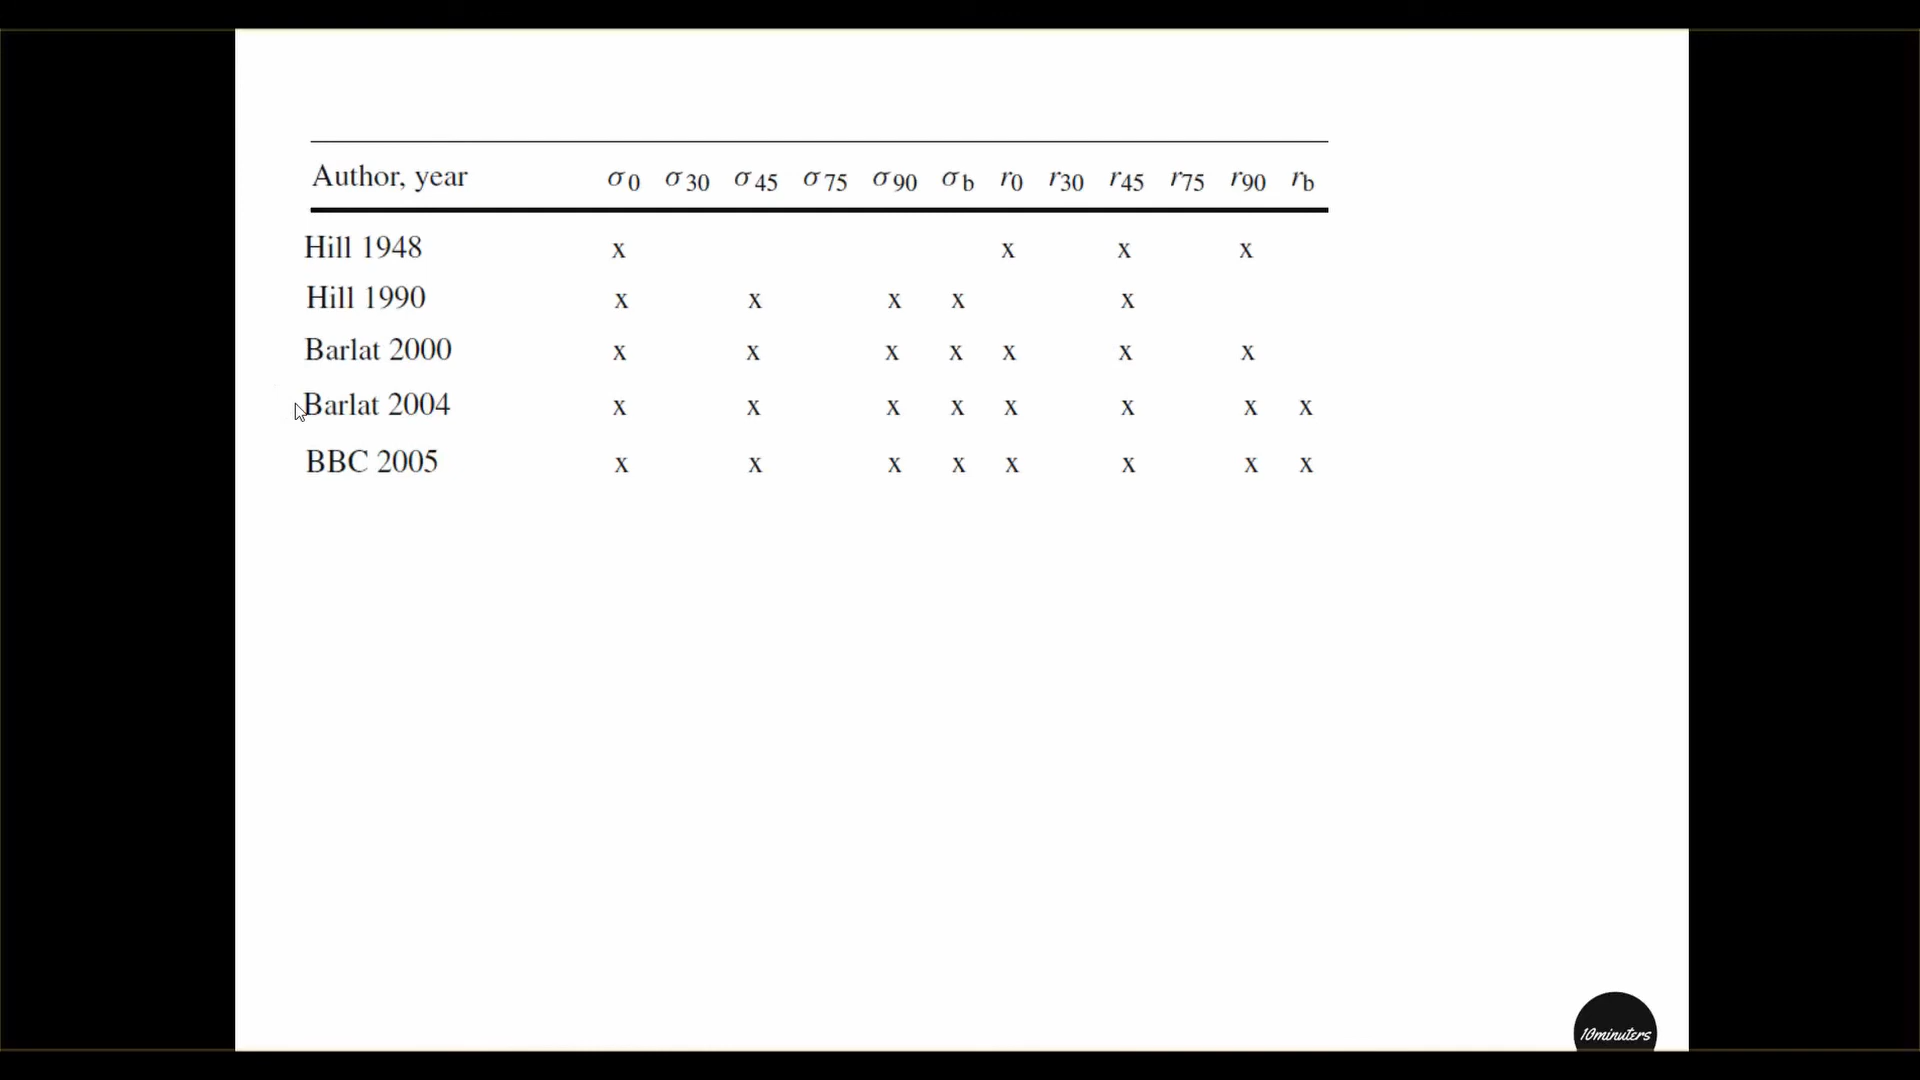 Author, year σ0 σ30 σ45 σ75 σ90 σb r0 r30 r45 r75 r90 rb
Hill 1948 x x x x
Hill 1990 x x x x x
Barlat 2000 x x x x x x x
Barlat 2004 x x x x x x x x
BBC 2005 x x x x x x x x
10minuters